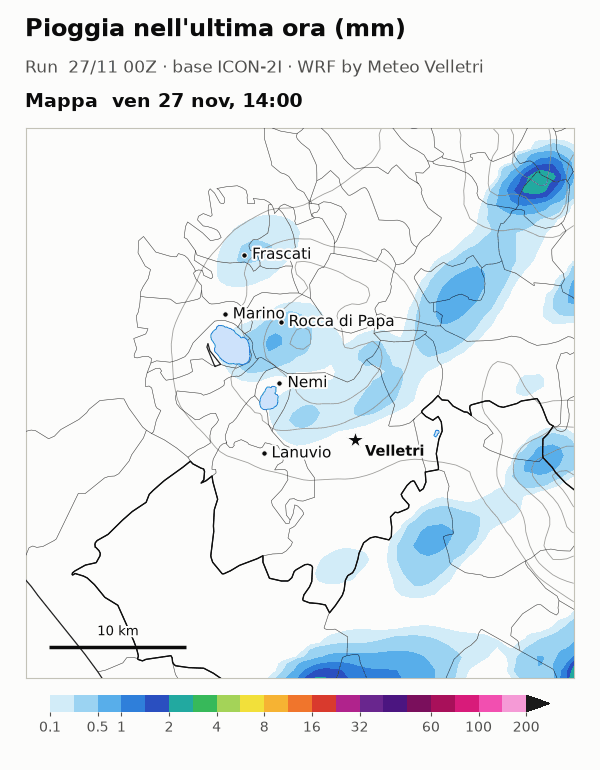 Pioggia nell'ultima ora (mm)
Run  27/11 00Z · base ICON-2I · WRF by Meteo Velletri
Mappa  ven 27 nov, 14:00
Frascati
Marino
Rocca di Papa
Nemi
Velletri
Lanuvio
10 km
0.1 0.5 1 2 4 8 16 32 60 100 200